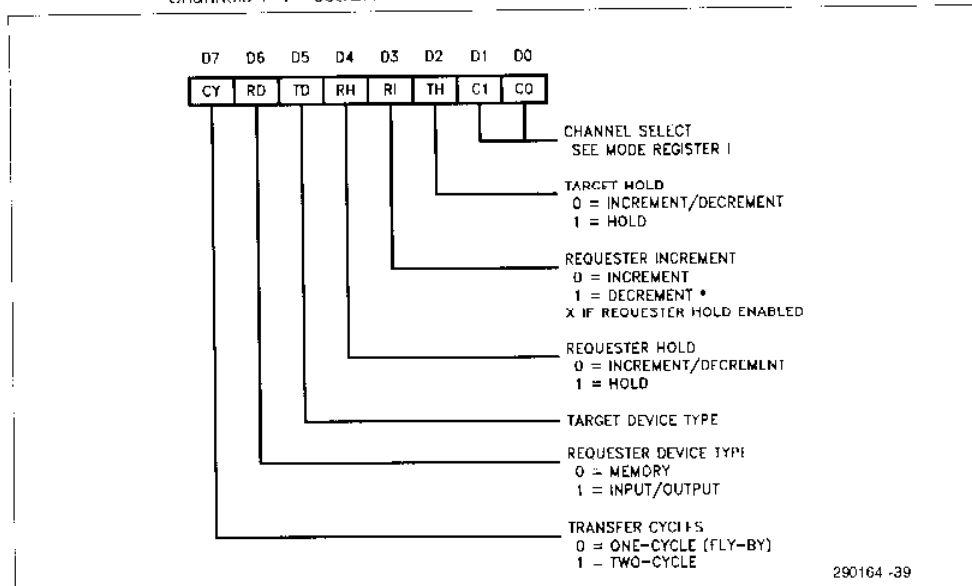 D7 D6 D5 D4 D3 D2 D1 D0
CY RD TD RH RI TH C1 C0
CHANNEL SELECT
SEE MODE REGISTER I
TARGET HOLD
0 = INCREMENT/DECREMENT
1 = HOLD
REQUESTER INCREMENT
0 = INCREMENT
1 = DECREMENT *
X IF REQUESTER HOLD ENABLED
REQUESTER HOLD
0 = INCREMENT/DECREMENT
1 = HOLD
TARGET DEVICE TYPE
REQUESTER DEVICE TYPE
0 = MEMORY
1 = INPUT/OUTPUT
TRANSFER CYCLES
0 = ONE-CYCLE (FLY-BY)
1 = TWO-CYCLE
290164-39